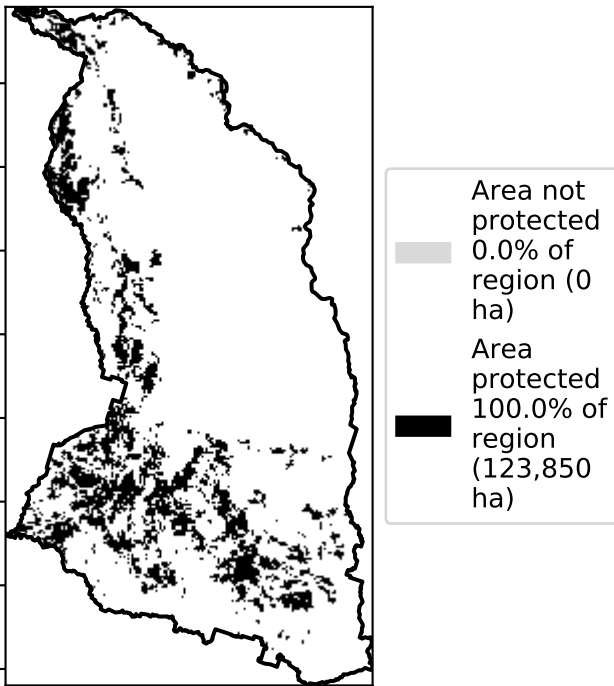 Area not
protected
0.0% of
region (0
ha)
Area
protected
100.0% of
region
(123,850
ha)